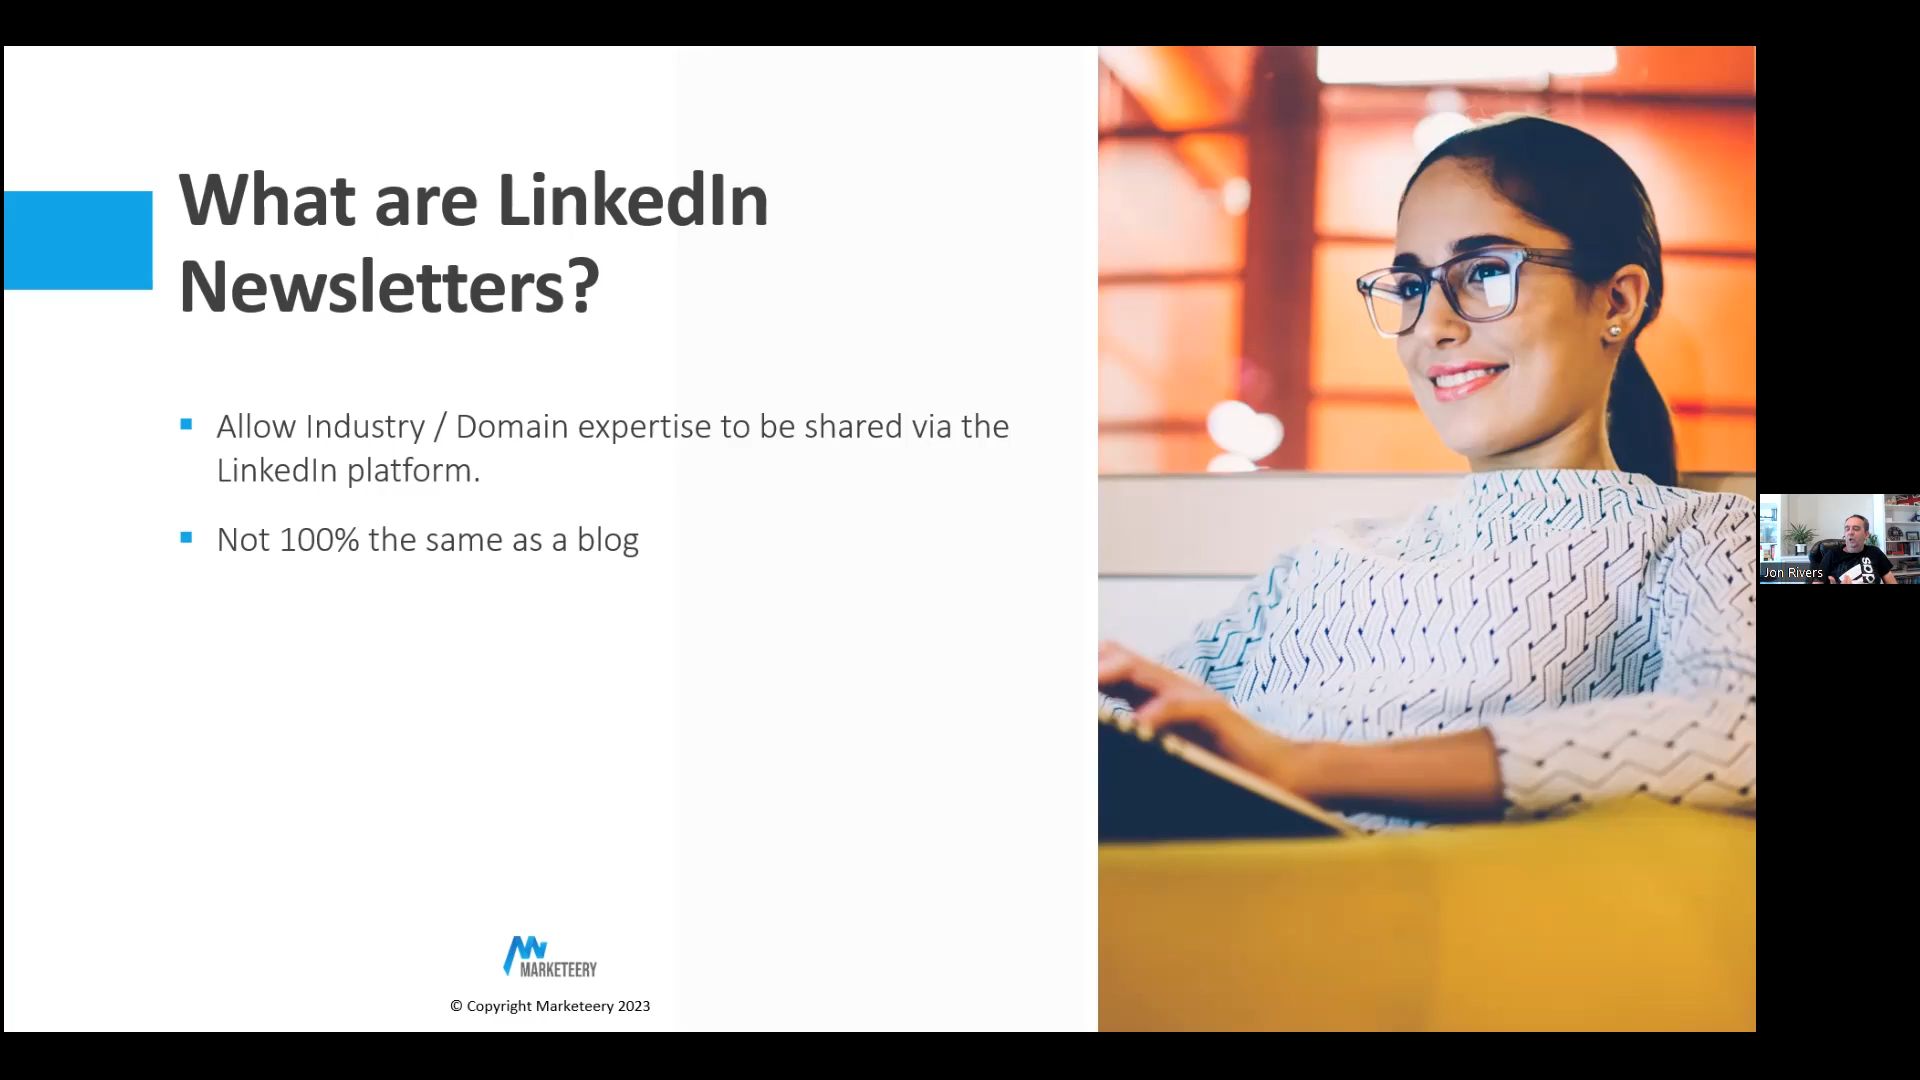 What are LinkedIn
Newsletters?
Allow Industry / Domain expertise to be shared via the
LinkedIn platform.
Not 100% the same as a blog
MARKETEERY
© Copyright Marketeery 2023
Jon Rivers